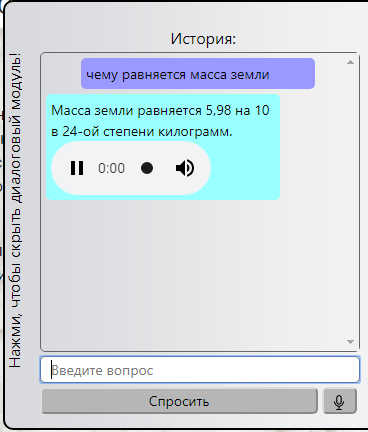 История:
чему равняется масса земли
Масса земли равняется 5,98 на 10
в 24-ой степени килограмм.
0:00
Введите вопрос
Спросить
Нажми, чтобы скрыть диалоговый модуль!